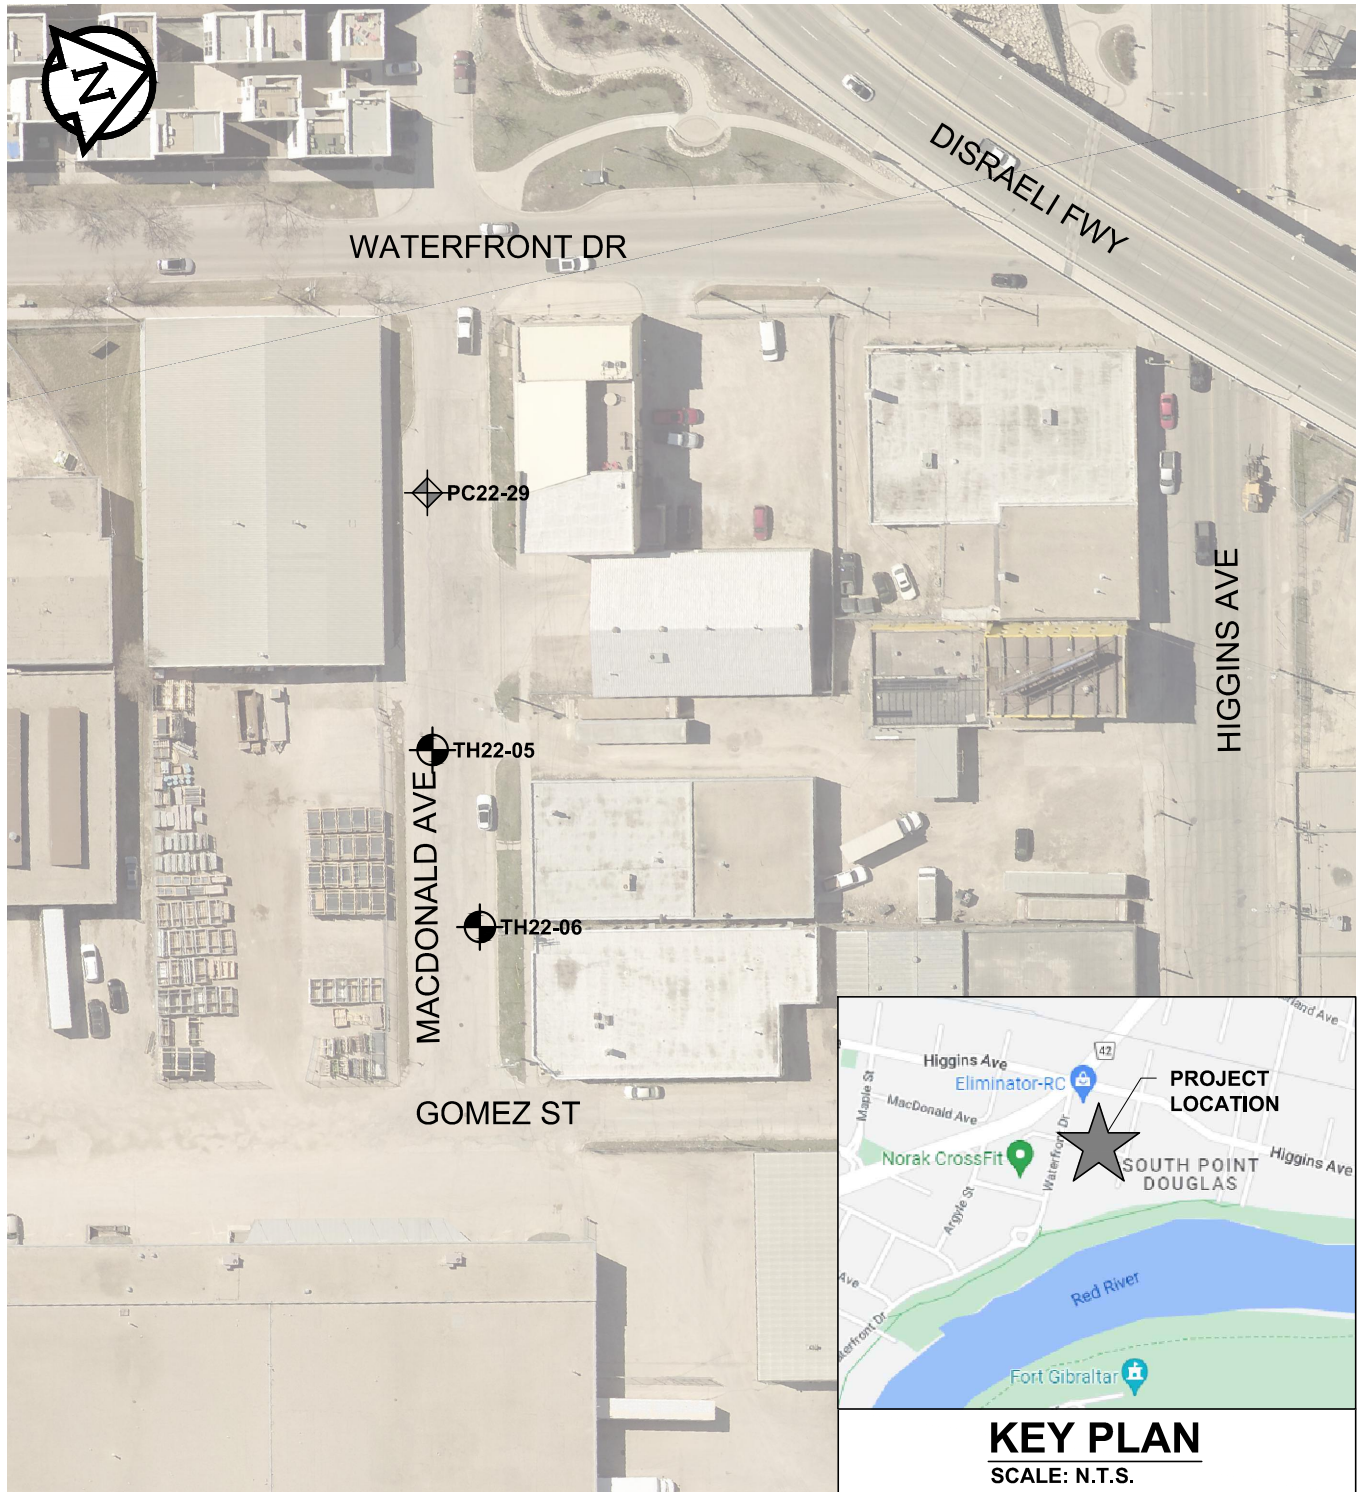 N
DISRAELI FWY
WATERFRONT DR
PC22-29
HIGGINS AVE
TH22-05
MACDONALD AVE
TH22-06
GOMEZ ST
Higgins Ave
42
Eliminator-RC
Maple St
MacDonald Ave
PROJECT
LOCATION
Waterfront Dr
Norak CrossFit
SOUTH POINT
DOUGLAS
Higgins Ave
Argyle St
Ave
Red River
Fort Gibraltar
KEY PLAN
SCALE: N.T.S.